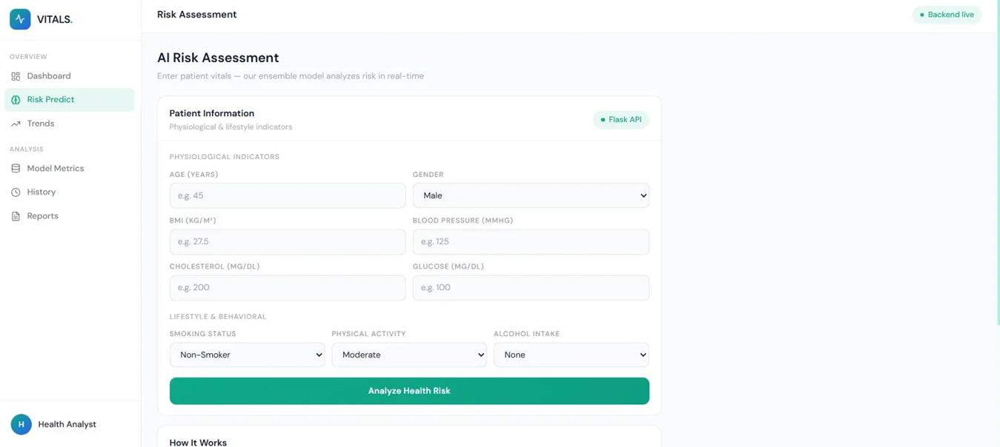 VITALS.
Risk Assessment
Backend live
OVERVIEW
Dashboard
Risk Predict
Trends
ANALYSIS
Model Metrics
History
Reports
H
Health Analyst
AI Risk Assessment
Enter patient vitals — our ensemble model analyzes risk in real-time
Patient Information
Physiological & lifestyle indicators
Flask API
PHYSIOLOGICAL INDICATORS
AGE (YEARS)
GENDER
e.g. 45
Male
BMI (KG/M²)
BLOOD PRESSURE (MMHG)
e.g. 27.5
e.g. 125
CHOLESTEROL (MG/DL)
GLUCOSE (MG/DL)
e.g. 200
e.g. 100
LIFESTYLE & BEHAVIORAL
SMOKING STATUS
PHYSICAL ACTIVITY
ALCOHOL INTAKE
Non-Smoker
Moderate
None
Analyze Health Risk
How It Works